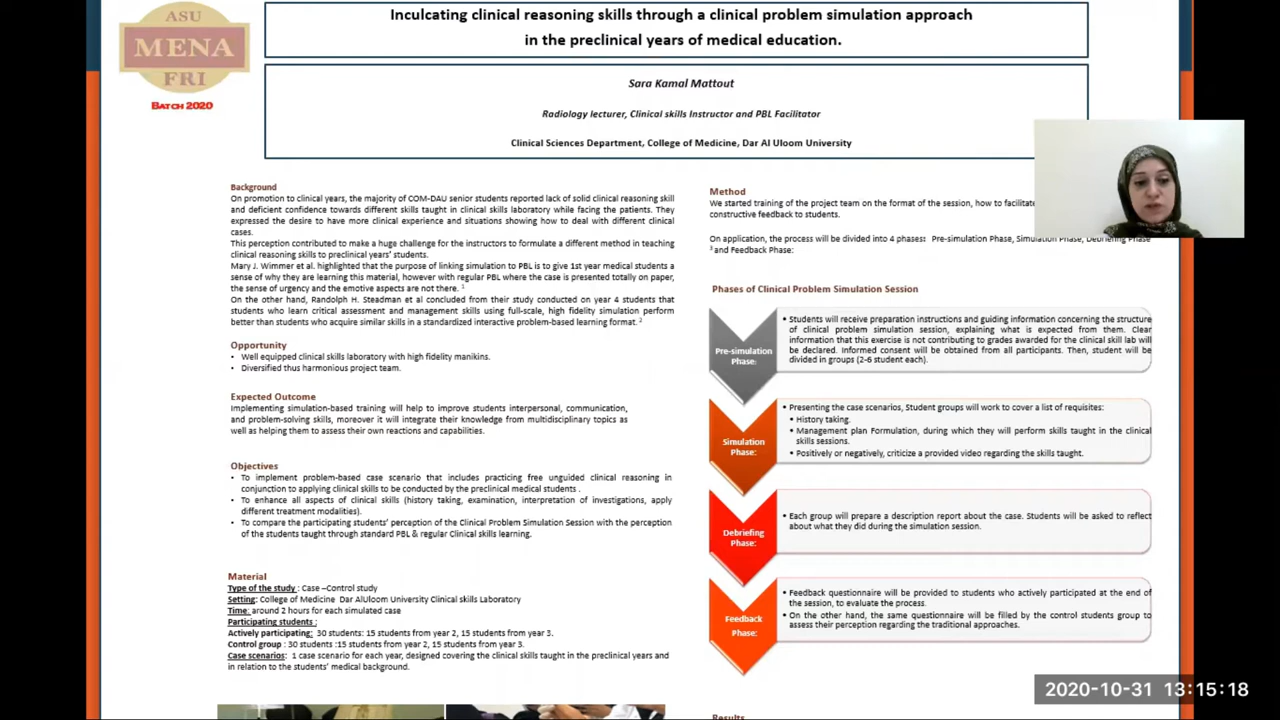 ASU
MENA
FRI
BATCH 2020
Inculcating clinical reasoning skills through a clinical problem simulation approach
in the preclinical years of medical education.
Sara Kamal Mattout
Radiology lecturer, Clinical skills Instructor and PBL Facilitator
Clinical Sciences Department, College of Medicine, Dar Al Uloom University
Background
On promotion to clinical years, the majority of COM-DAU senior students reported lack of solid clinical reasoning skill
and deficient confidence towards different skills taught in clinical skills laboratory while facing the patients. They
expressed the desire to have more clinical experience and situations showing how to deal with different clinical
cases.
This perception contributed to make a huge challenge for the instructors to formulate a different method in teaching
clinical reasoning skills to preclinical years' students.
Mary J. Wimmer et al. highlighted that the purpose of linking simulation to PBL is to give 1st year medical students a
sense of why they are learning this material, however with regular PBL where the case is presented totally on paper,
the sense of urgency and the emotive aspects are not there. 1
On the other hand, Randolph H. Steadman et al concluded from their study conducted on year 4 students that
students who learn critical assessment and management skills using full-scale, high fidelity simulation perform
better than students who acquire similar skills in a standardized interactive problem-based learning format. 2
Opportunity
• Well equipped clinical skills laboratory with high fidelity manikins.
• Diversified thus harmonious project team.
Expected Outcome
Implementing simulation-based training will help to improve students interpersonal, communication,
and problem-solving skills, moreover it will integrate their knowledge from multidisciplinary topics as
well as helping them to assess their own reactions and capabilities.
Objectives
• To implement problem-based case scenario that includes practicing free unguided clinical reasoning in
conjunction to applying clinical skills to be conducted by the preclinical medical students .
• To enhance all aspects of clinical skills (history taking, examination, interpretation of investigations, apply
different treatment modalities).
• To compare the participating students' perception of the Clinical Problem Simulation Session with the perception
of the students taught through standard PBL & regular Clinical skills learning.
Material
Type of the study : Case –Control study
Setting: College of Medicine Dar AlUloom University Clinical skills Laboratory
Time: around 2 hours for each simulated case
Participating students :
Actively participating: 30 students: 15 students from year 2, 15 students from year 3.
Control group : 30 students :15 students from year 2, 15 students from year 3.
Case scenarios: 1 case scenario for each year, designed covering the clinical skills taught in the preclinical years and
in relation to the students' medical background.
Method
We started training of the project team on the format of the session, how to facilitate
constructive feedback to students.
On application, the process will be divided into 4 phases: Pre-simulation Phase, Simulation Phase, Debriefing Phase
3 and Feedback Phase:
Phases of Clinical Problem Simulation Session
Pre-simulation
Phase:
• Students will receive preparation instructions and guiding information concerning the structure
of clinical problem simulation session, explaining what is expected from them. Clear
information that this exercise is not contributing to grades awarded for the clinical skill lab will
be declared. Informed consent will be obtained from all participants. Then, student will be
divided in groups (2-6 student each).
Simulation
Phase:
• Presenting the case scenarios, Student groups will work to cover a list of requisites:
• History taking.
• Management plan Formulation, during which they will perform skills taught in the clinical
skills sessions.
• Positively or negatively, criticize a provided video regarding the skills taught.
Debriefing
Phase:
• Each group will prepare a description report about the case. Students will be asked to reflect
about what they did during the simulation session.
Feedback
Phase:
• Feedback questionnaire will be provided to students who actively participated at the end of
the session, to evaluate the process.
• On the other hand, the same questionnaire will be filled by the control students group to
assess their perception regarding the traditional approaches.
Results
2020-10-31 13:15:18